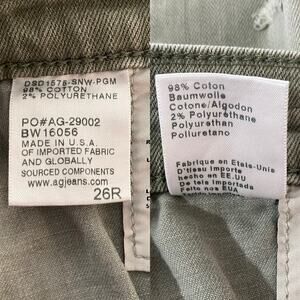 DSD1575-SNW-PGM
98% COTTON
2% POLYURETHANE
PO#AG-29002
BW16056
MADE IN U.S.A.
OF IMPORTED FABRIC
AND GLOBALLY
SOURCED COMPONENTS
www.agjeans.com
26R
98% Coton
Baumwolle
Cotone/Algodon
2% Polyuréthane
Polyurethan
Poliuretano
Fabrique en Etats-Unis
D'tissu importe
hecho en EE.UU
De tela importada
Feito nos EUA